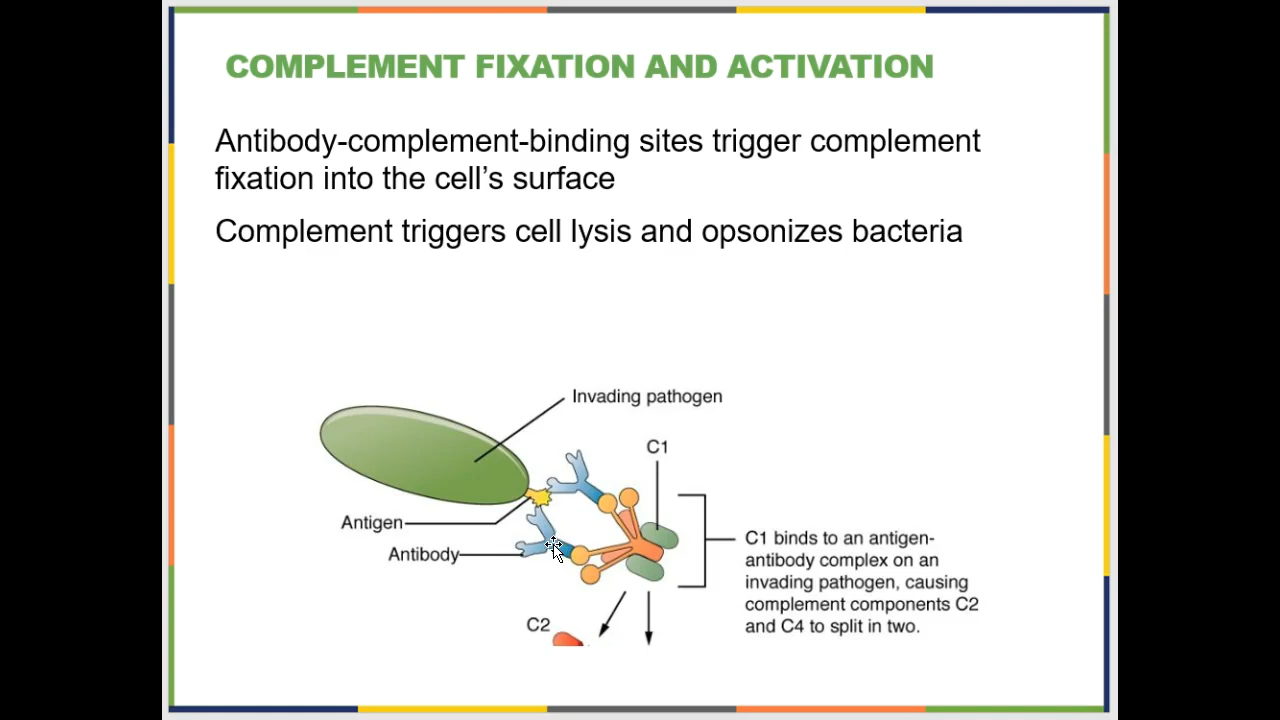 COMPLEMENT FIXATION AND ACTIVATION
Antibody-complement-binding sites trigger complement
fixation into the cell’s surface
Complement triggers cell lysis and opsonizes bacteria
Invading pathogen
C1
Antigen
Antibody
C1 binds to an antigen-
antibody complex on an
invading pathogen, causing
complement components C2
and C4 to split in two.
C2